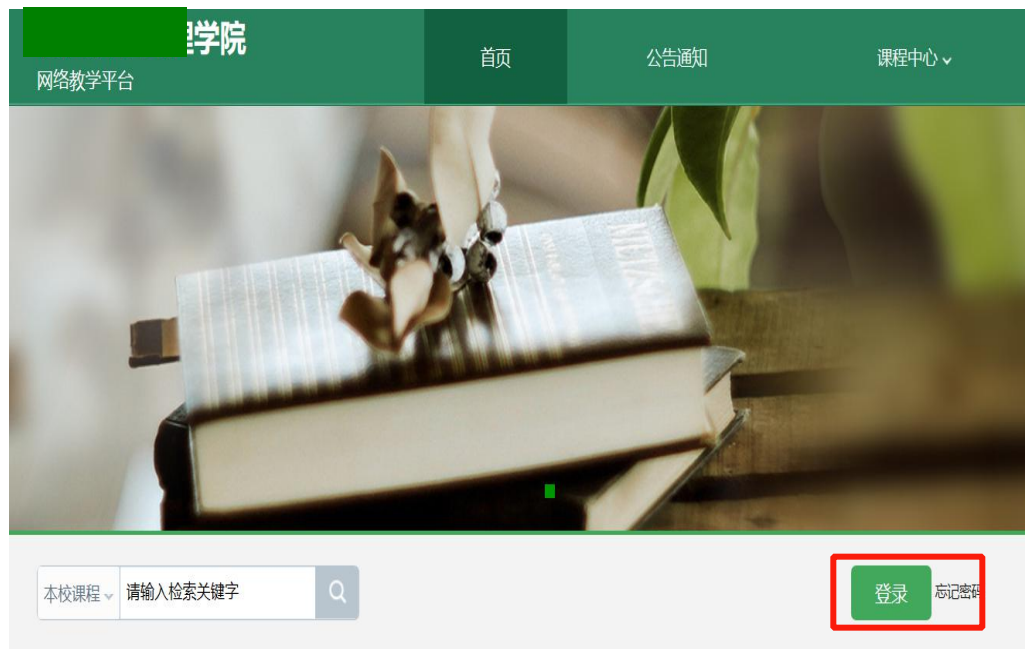 学院
网络教学平台
首页
公告通知
课程中心
本校课程
请输入检索关键字
登录
忘记密码